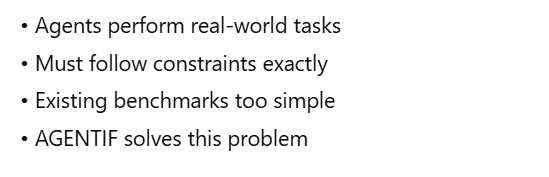 • Agents perform real-world tasks
• Must follow constraints exactly
• Existing benchmarks too simple
• AGENTIF solves this problem